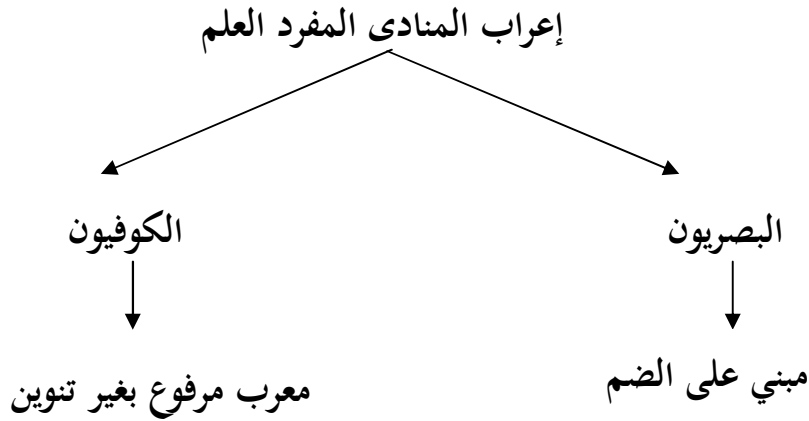 إعراب المنادى المفرد العلم
البصريون
الكوفيون
مبني على الضم
معرب مرفوع بغير تنوين